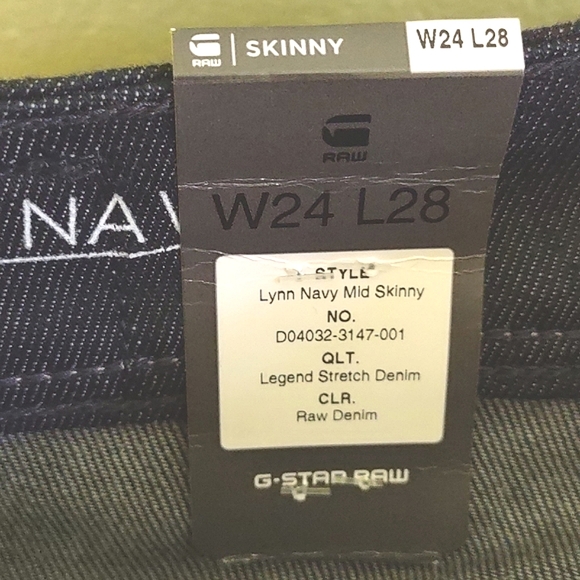 RAW | SKINNY W24 L28
RAW
W24 L28
NAV
STYLE
Lynn Navy Mid Skinny
NO.
D04032-3147-001
QLT.
Legend Stretch Denim
CLR.
Raw Denim
G-STAR RAW